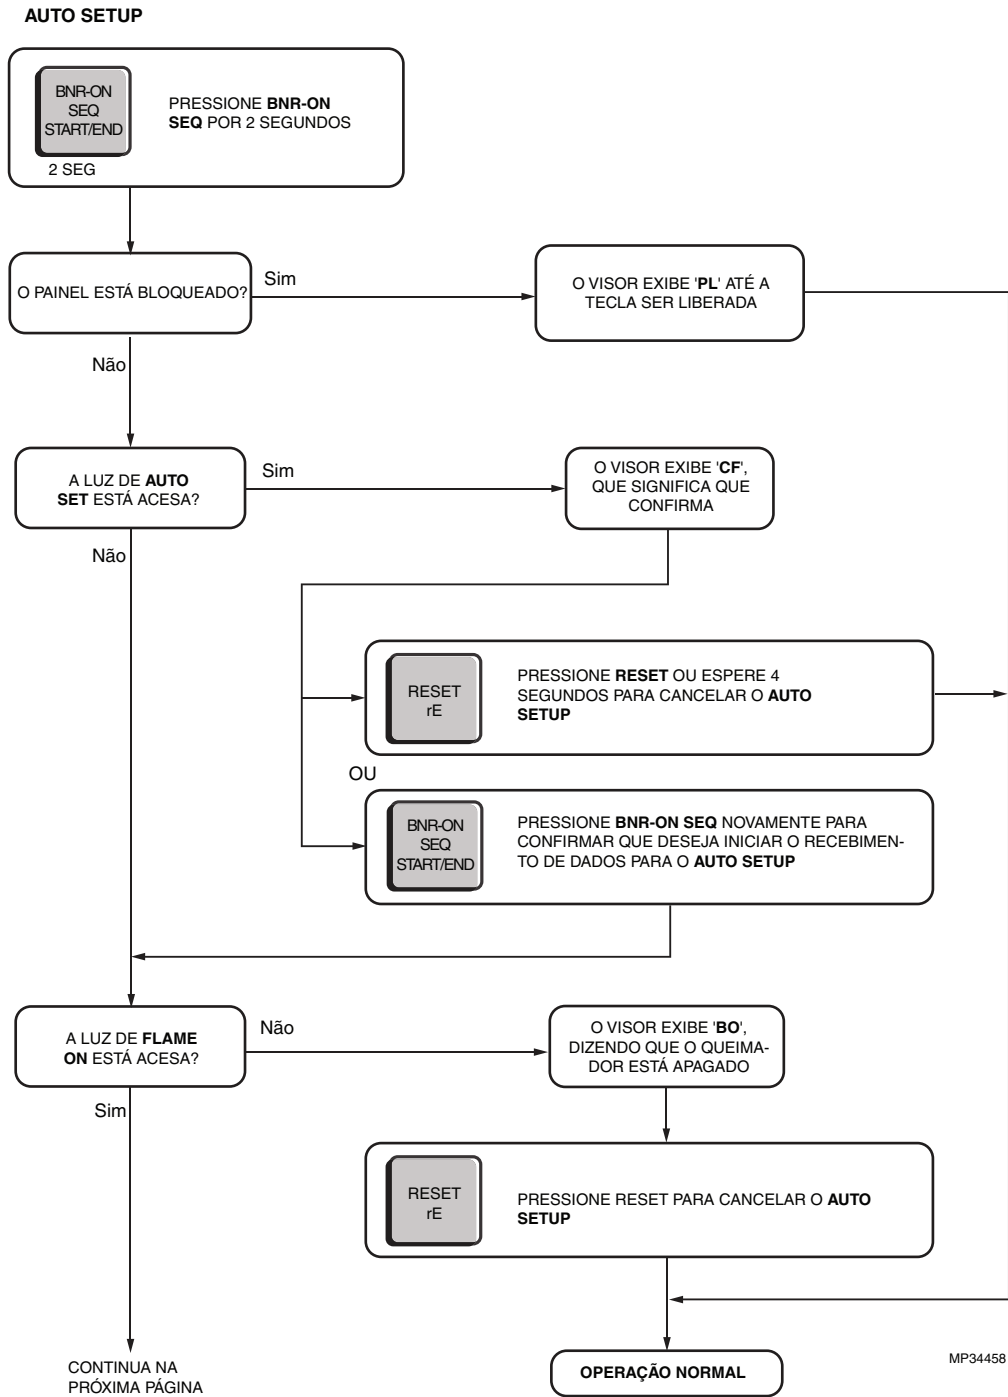 AUTO SETUP
BNR-ON
SEQ
START/END
2 SEG
PRESSIONE BNR-ON
SEQ POR 2 SEGUNDOS
O PAINEL ESTÁ BLOQUEADO?
Sim
O VISOR EXIBE 'PL' ATÉ A
TECLA SER LIBERADA
Não
A LUZ DE AUTO
SET ESTÁ ACESA?
Sim
O VISOR EXIBE 'CF',
QUE SIGNIFICA QUE
CONFIRMA
Não
RESET
rE
PRESSIONE RESET OU ESPERE 4
SEGUNDOS PARA CANCELAR O AUTO
SETUP
OU
BNR-ON
SEQ
START/END
PRESSIONE BNR-ON SEQ NOVAMENTE PARA
CONFIRMAR QUE DESEJA INICIAR O RECEBIMEN-
TO DE DADOS PARA O AUTO SETUP
A LUZ DE FLAME
ON ESTÁ ACESA?
Não
O VISOR EXIBE 'BO',
DIZENDO QUE O QUEIMA-
DOR ESTÁ APAGADO
Sim
RESET
rE
PRESSIONE RESET PARA CANCELAR O AUTO
SETUP
CONTINUA NA
PRÓXIMA PÁGINA
OPERAÇÃO NORMAL
MP34458